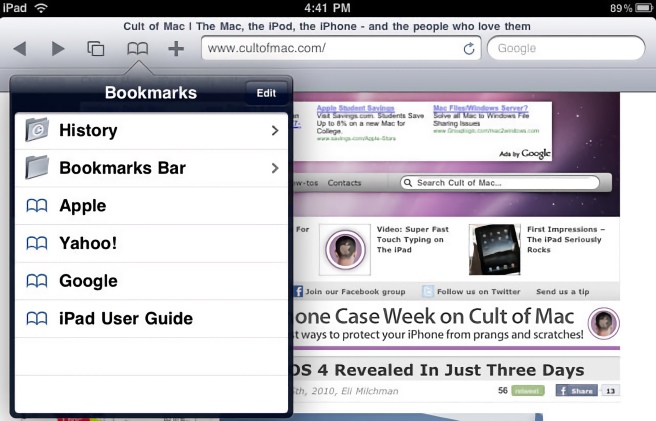 iPad
4:41 PM
89%
Cult of Mac | The Mac, the iPod, the iPhone - and the people who love them
www.cultofmac.com/
Google
Bookmarks
Edit
History
Bookmarks Bar
Apple
Yahoo!
Google
iPad User Guide
Apple Student Savings
Visit Savings.com. Students Save
Up to 8% on a new Mac for
College.
www.savings.com/Apple-Stars
Mac Files/Windows Server?
Solve all Mac to Windows File
Sharing Issues
www.Grouplogic.com/mac2windows.com
Ads by Google
w-tos
Contacts
Search Cult of Mac...
For
Video: Super Fast
Touch Typing on
The iPad
First Impressions –
The iPad Seriously
Rocks
Join our Facebook group
Follow us on Twitter
Send us a tip
one Case Week on Cult of Mac
st ways to protect your iPhone from prangs and scratches!
OS 4 Revealed In Just Three Days
5th, 2010, Eli Milchman
56
retweet
Share
13